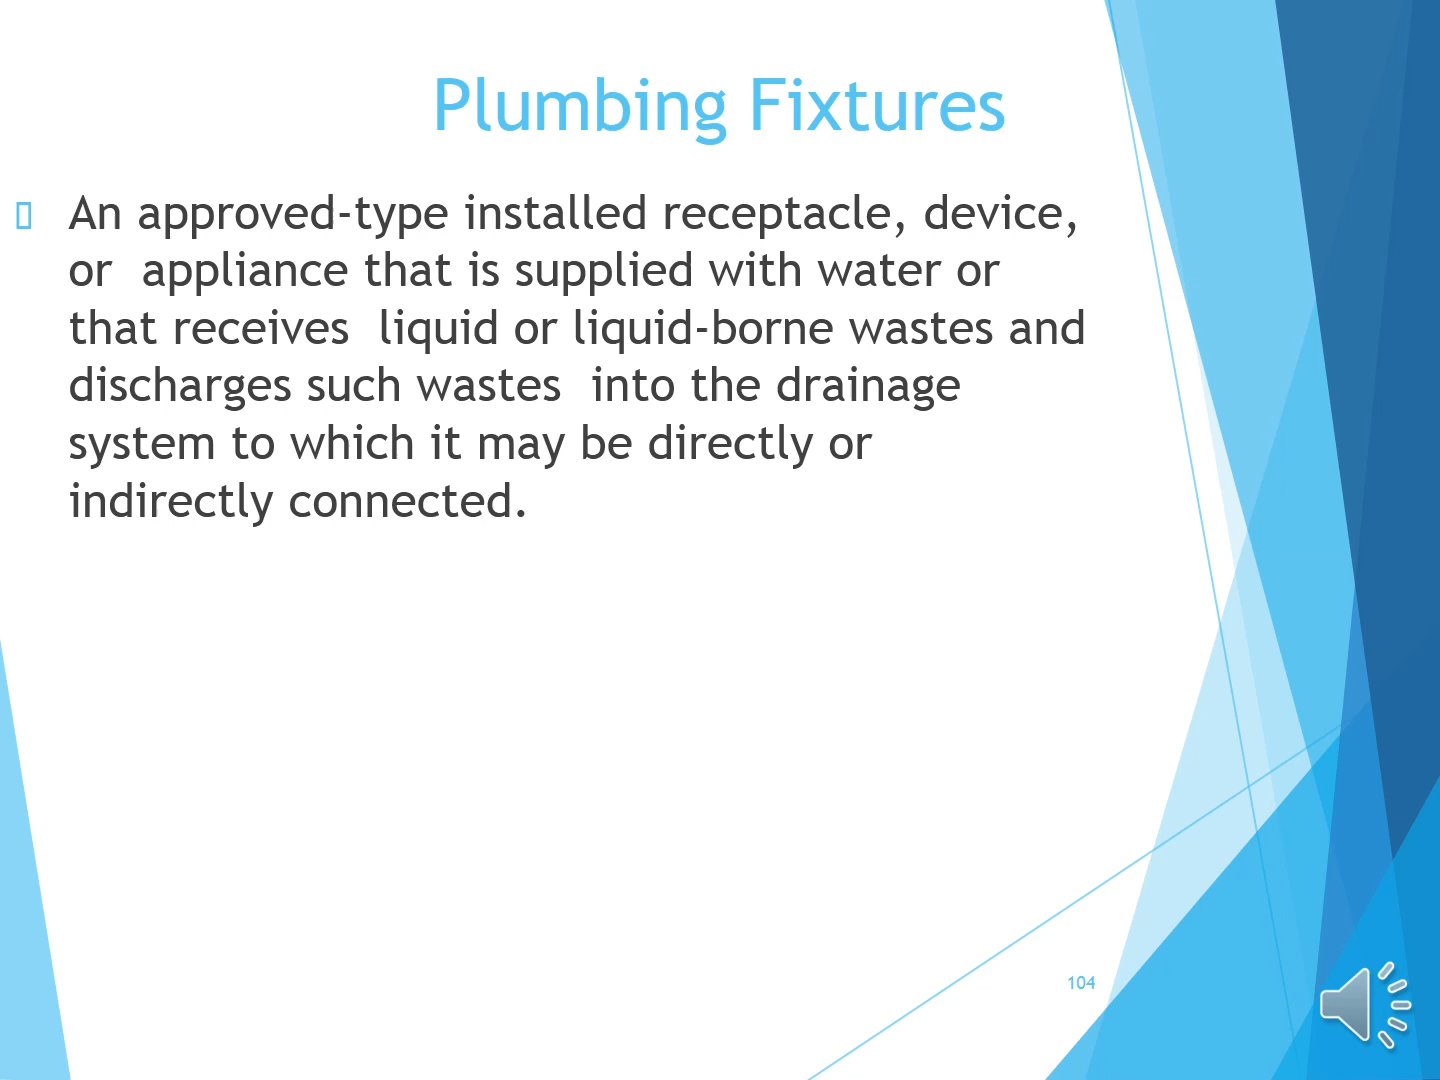 Plumbing Fixtures
An approved-type installed receptacle, device,
or appliance that is supplied with water or
that receives liquid or liquid-borne wastes and
discharges such wastes into the drainage
system to which it may be directly or
indirectly connected.
104